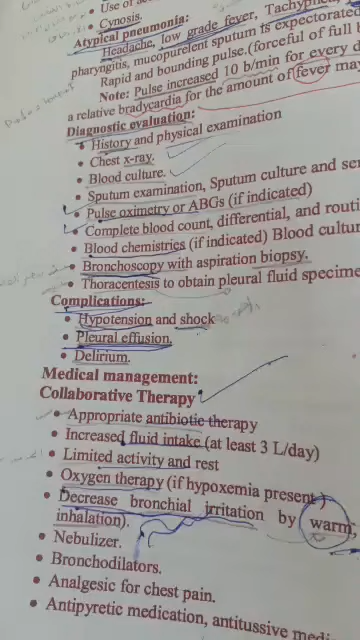 • Use of
• Cynosis.
Atypical pneumonia:
Headache, low grade fever, Tachypnea,
pharyngitis, mucopurelent sputum is expectorated
Rapid and bounding pulse.(forceful of full
Note: Pulse increased 10 b/min for every d
a relative bradycardia for the amount of fever may
Diagnostic evaluation:
• History and physical examination
• Chest x-ray.
• Blood culture.
• Sputum examination, Sputum culture and sen
• Pulse oximetry or ABGs (if indicated)
• Complete blood count, differential, and routi
• Blood chemistries (if indicated) Blood cultur
• Bronchoscopy with aspiration biopsy.
• Thoracentesis to obtain pleural fluid specime
Complications:
• Hypotension and shock
• Pleural effusion.
• Delirium.
Medical management:
Collaborative Therapy
• Appropriate antibiotic therapy
• Increased fluid intake (at least 3 L/day)
• Limited activity and rest
• Oxygen therapy (if hypoxemia present )
• Decrease bronchial irritation by warm,
inhalation).
• Nebulizer.
• Bronchodilators.
• Analgesic for chest pain.
• Antipyretic medication, antitussive medi